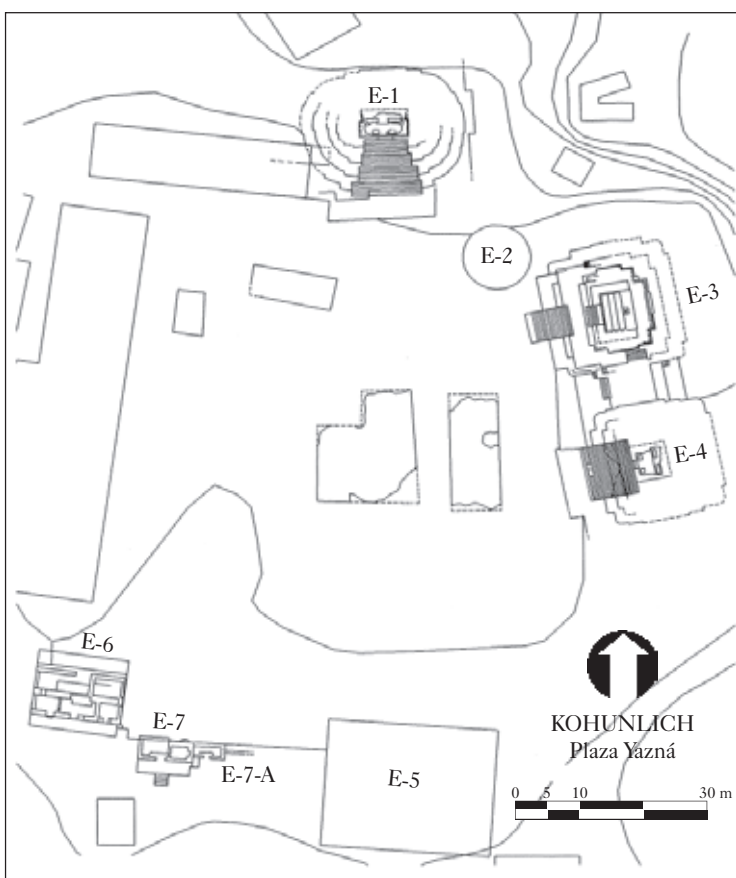 E-1
E-2
E-3
E-4
E-6
E-7
E-7-A
E-5
KOHUNLICH
Plaza Yazná
0 5 10 30 m